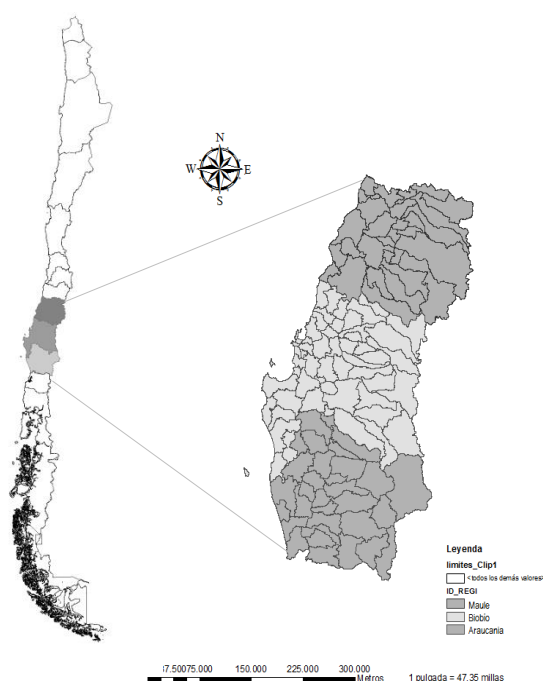 N
W E
S
Leyenda
limites_Clip1
<todos los demás valores>
ID_REGI
Maule
Biobio
Araucania
17.50075.000 150.000 225.000 300.000
Metros
1 pulgada = 47.35 millas